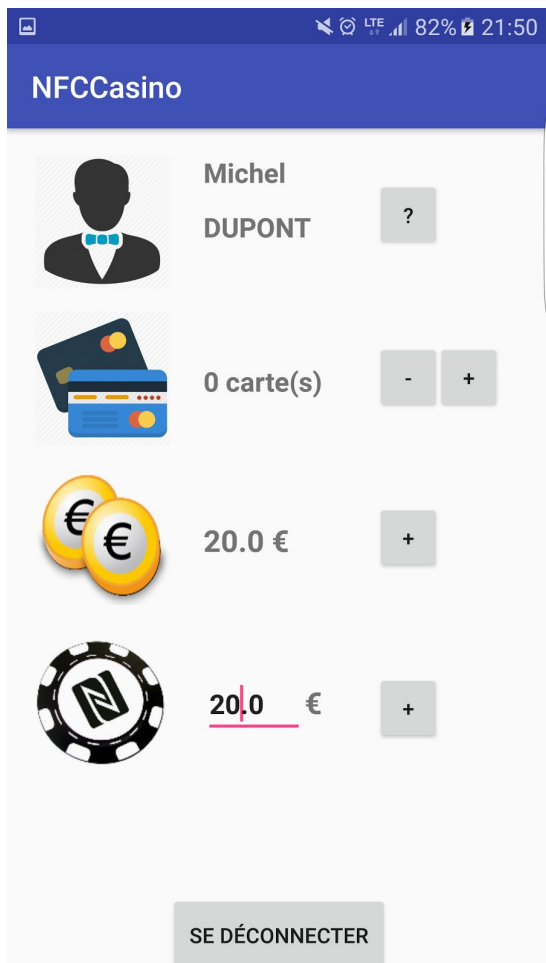 LTE 82% 21:50
NFCCasino
Michel
DUPONT
?
0 carte(s)
- +
€ €
20.0 €
+
20.0 €
+
SE DÉCONNECTER